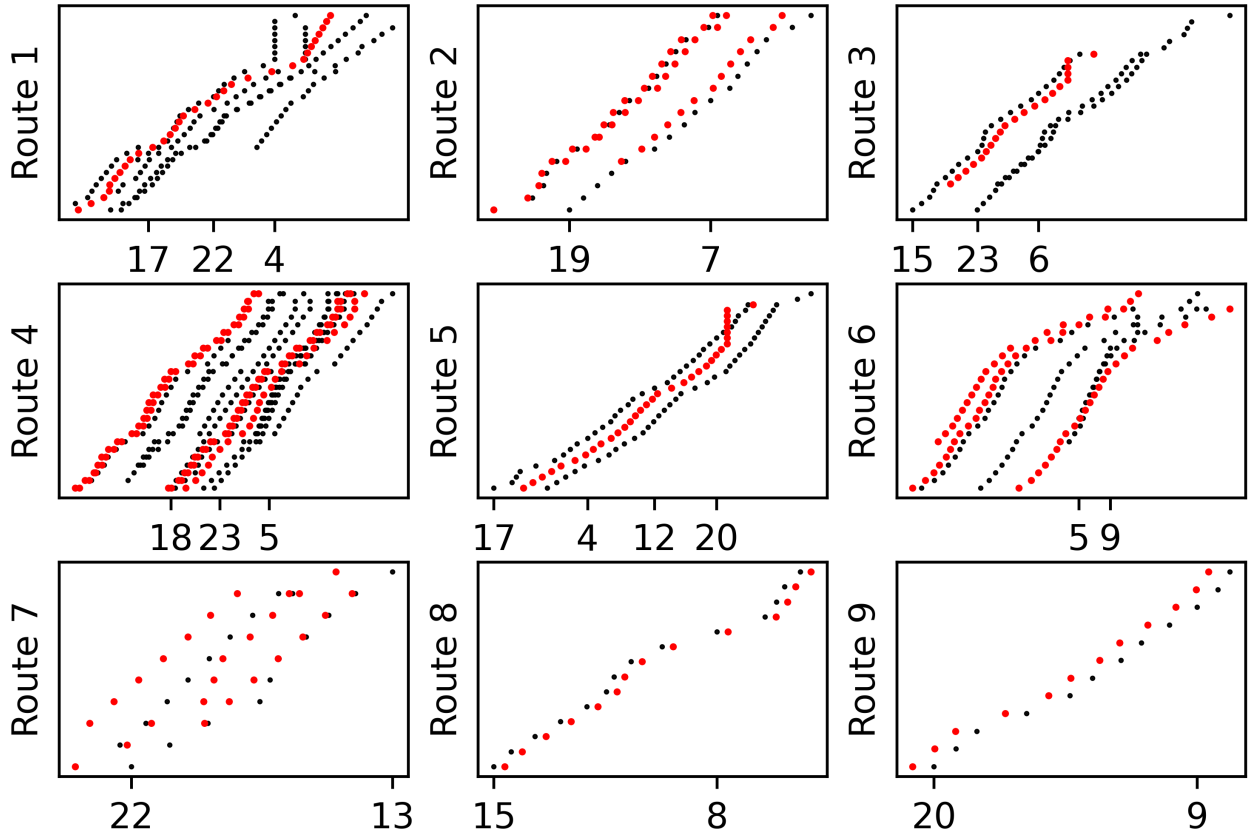 Route 1
17 22 4
Route 2
19 7
Route 3
15 23 6
Route 4
18 23 5
Route 5
17 4 12 20
Route 6
5 9
Route 7
22 13
Route 8
15 8
Route 9
20 9